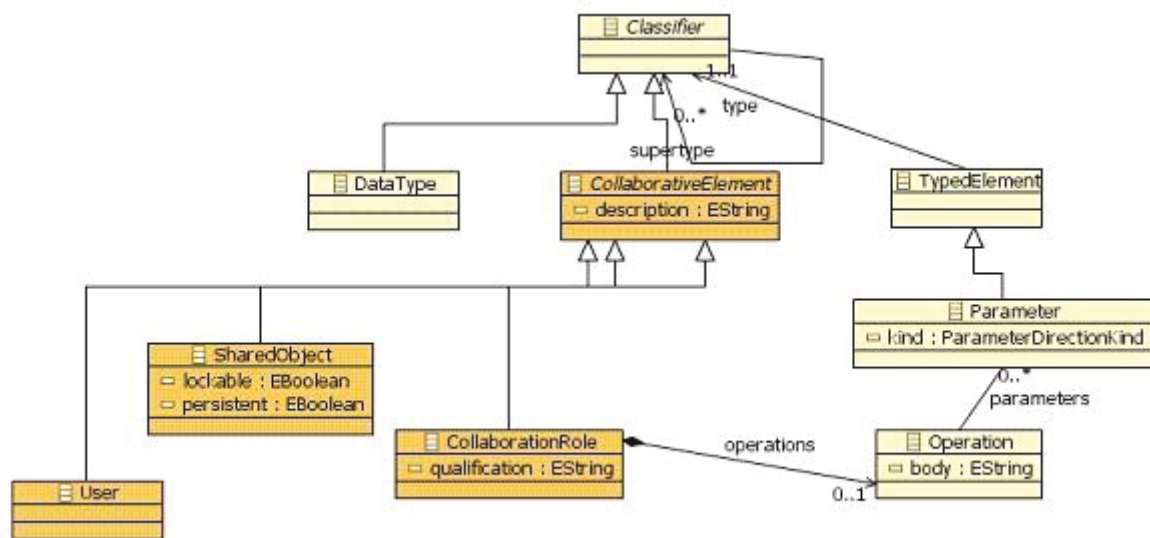 Classifier
1..1
0..*
type
supertype
DataType
CollaborativeElement
description : EString
TypedElement
Parameter
kind : ParameterDirectionKind
SharedObject
lockable : EBoolean
persistent : EBoolean
0..*
parameters
CollaborationRole
qualification : EString
operations
0..1
Operation
body : EString
User